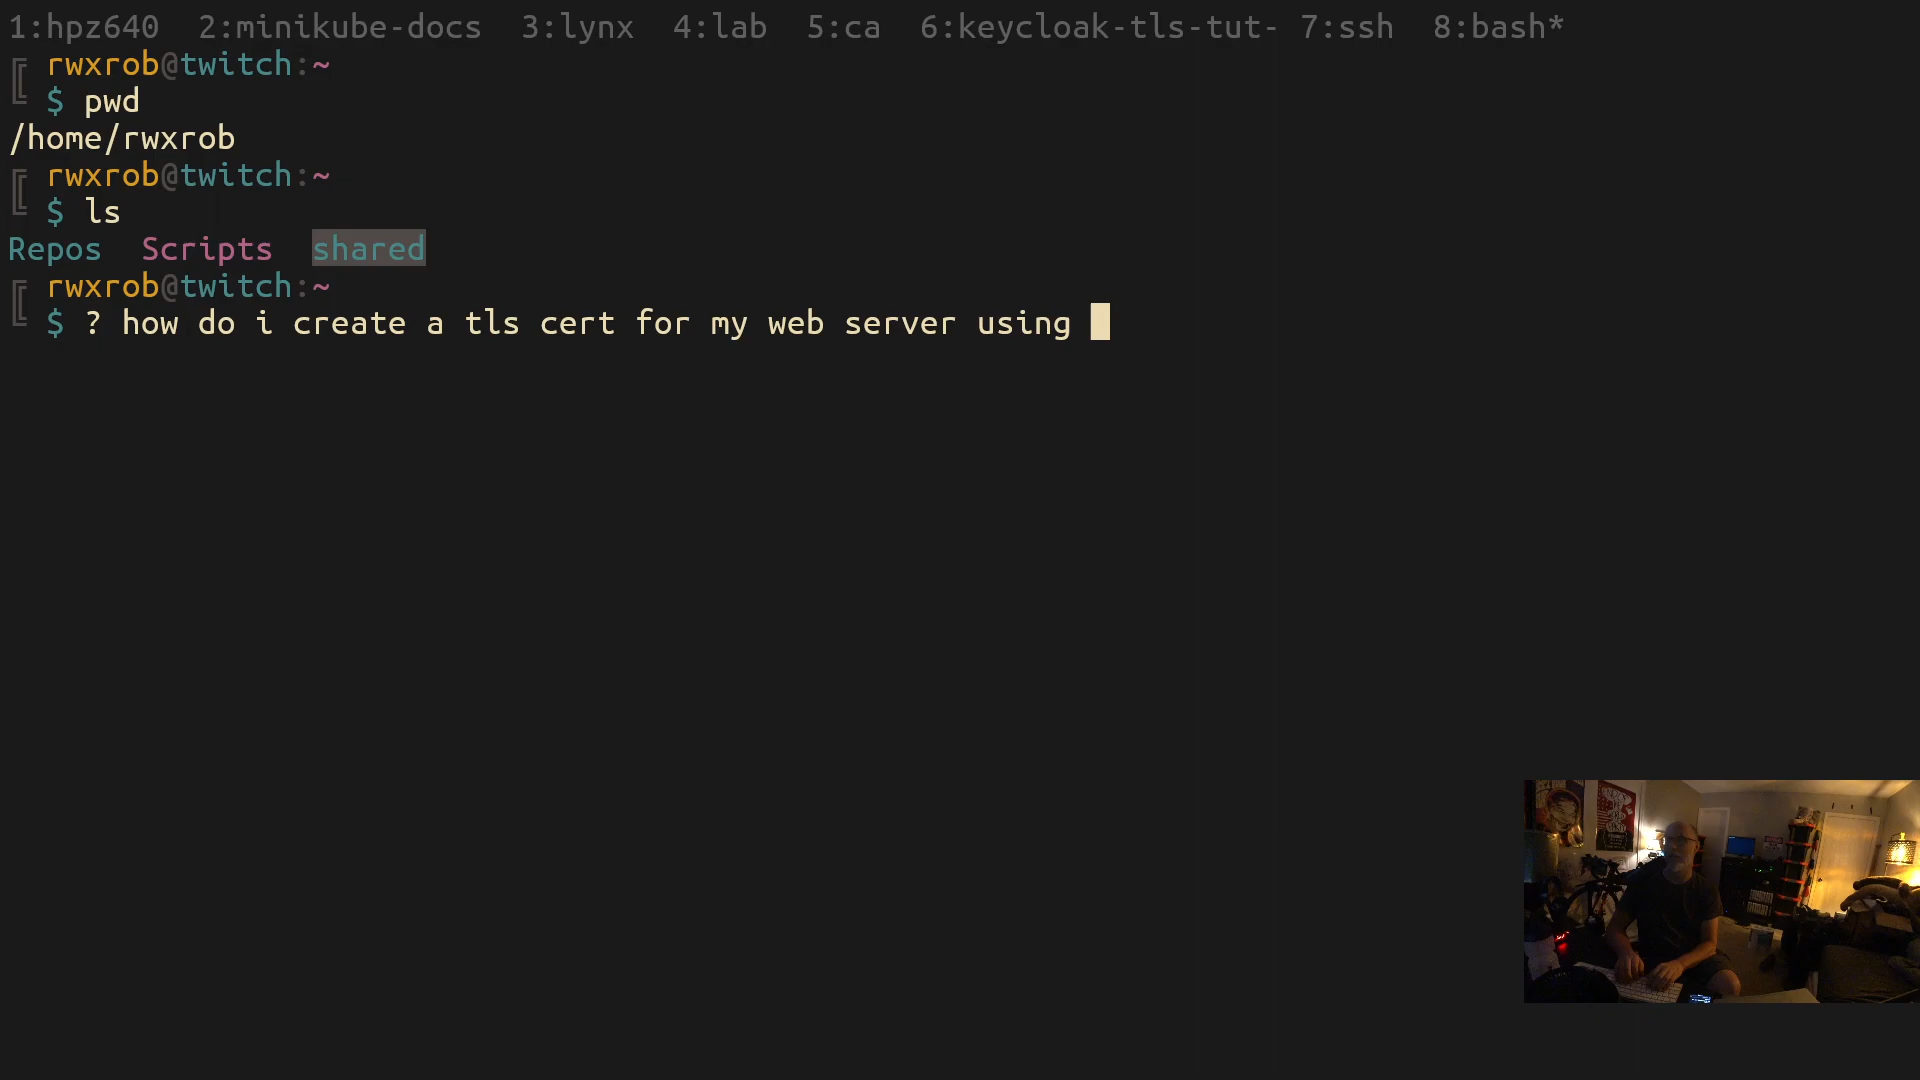 1:hpz640  2:minikube-docs  3:lynx  4:lab  5:ca  6:keycloak-tls-tut- 7:ssh  8:bash*
rwxrob@twitch:~
$ pwd
/home/rwxrob
rwxrob@twitch:~
$ ls
Repos  Scripts  shared
rwxrob@twitch:~
$ ? how do i create a tls cert for my web server using